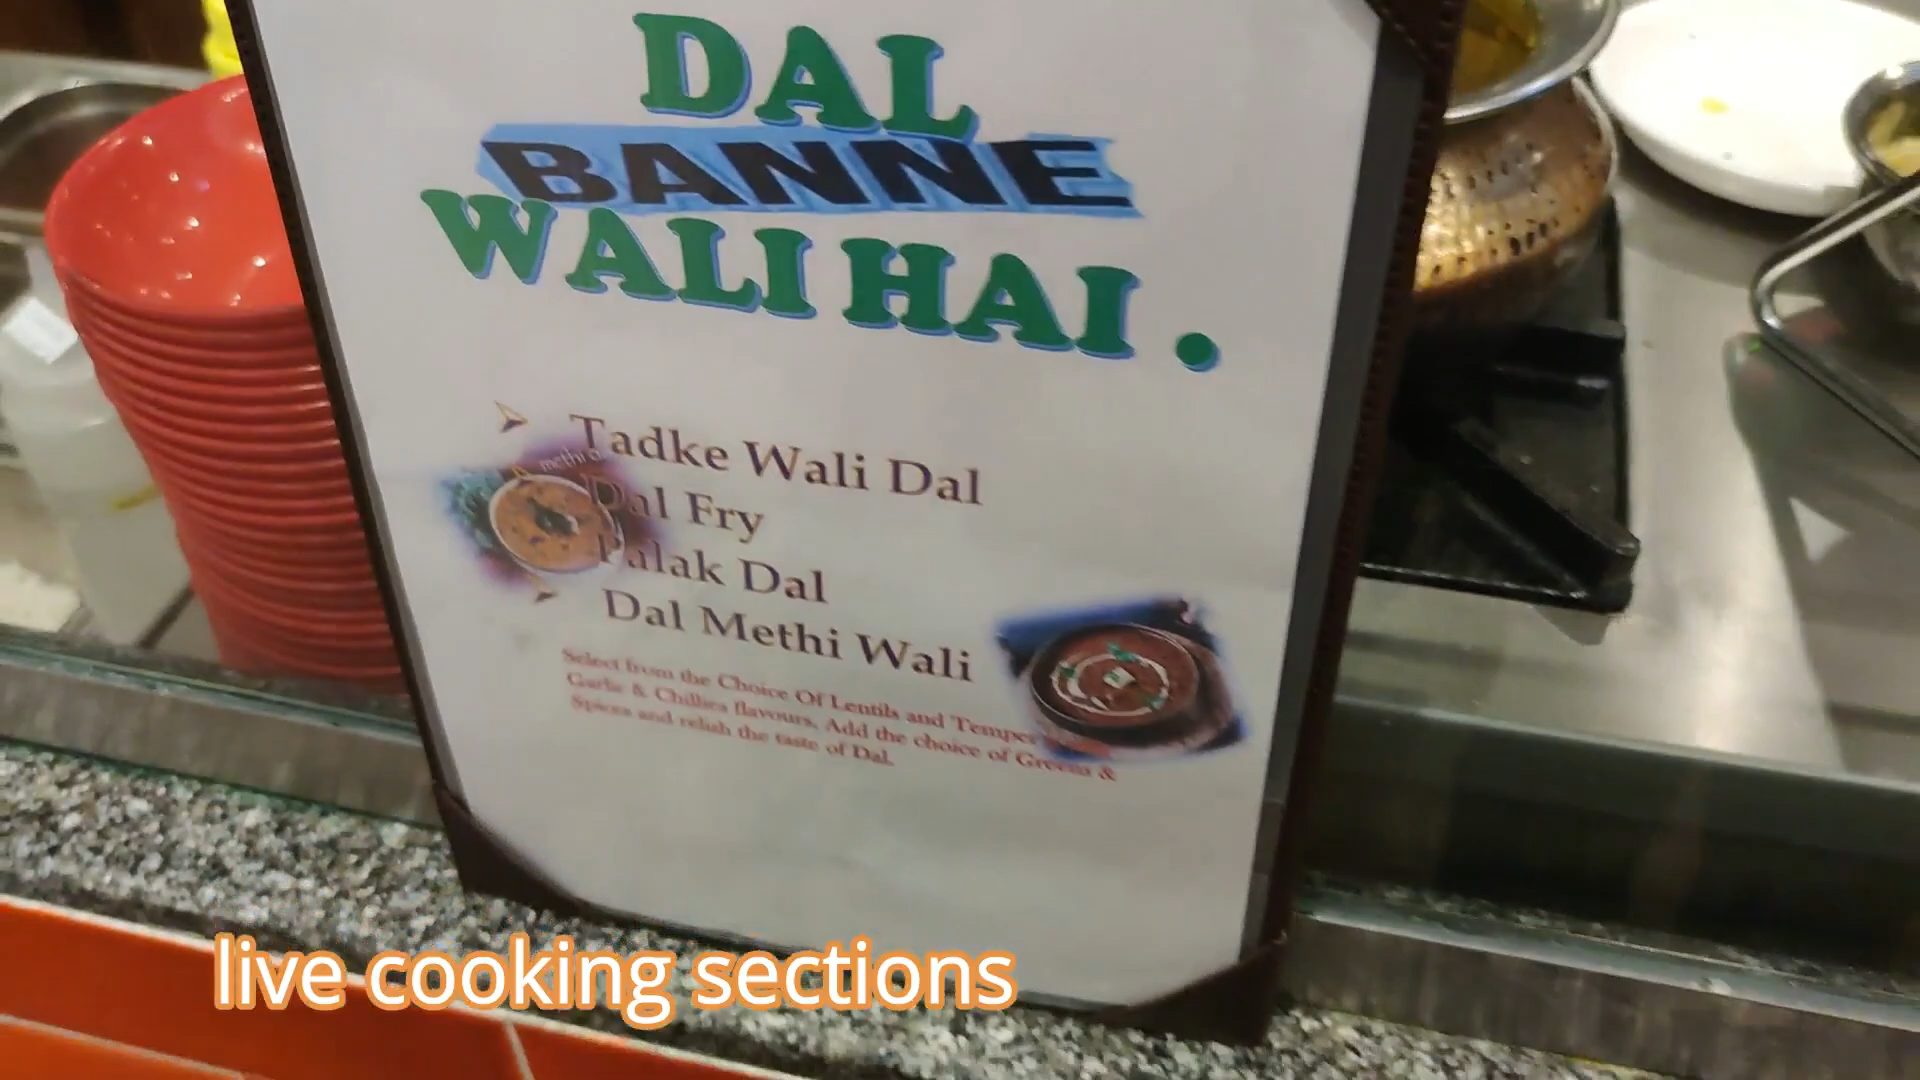 DAL
BANNE
WALI HAI .
Tadke Wali Dal
methi
Dal Fry
Palak Dal
Dal Methi Wali
Select from the Choice Of Lentils and Temper
Garlic & Chillies flavours. Add the choice of Greens &
Spices and relish the taste of Dal.
live cooking sections